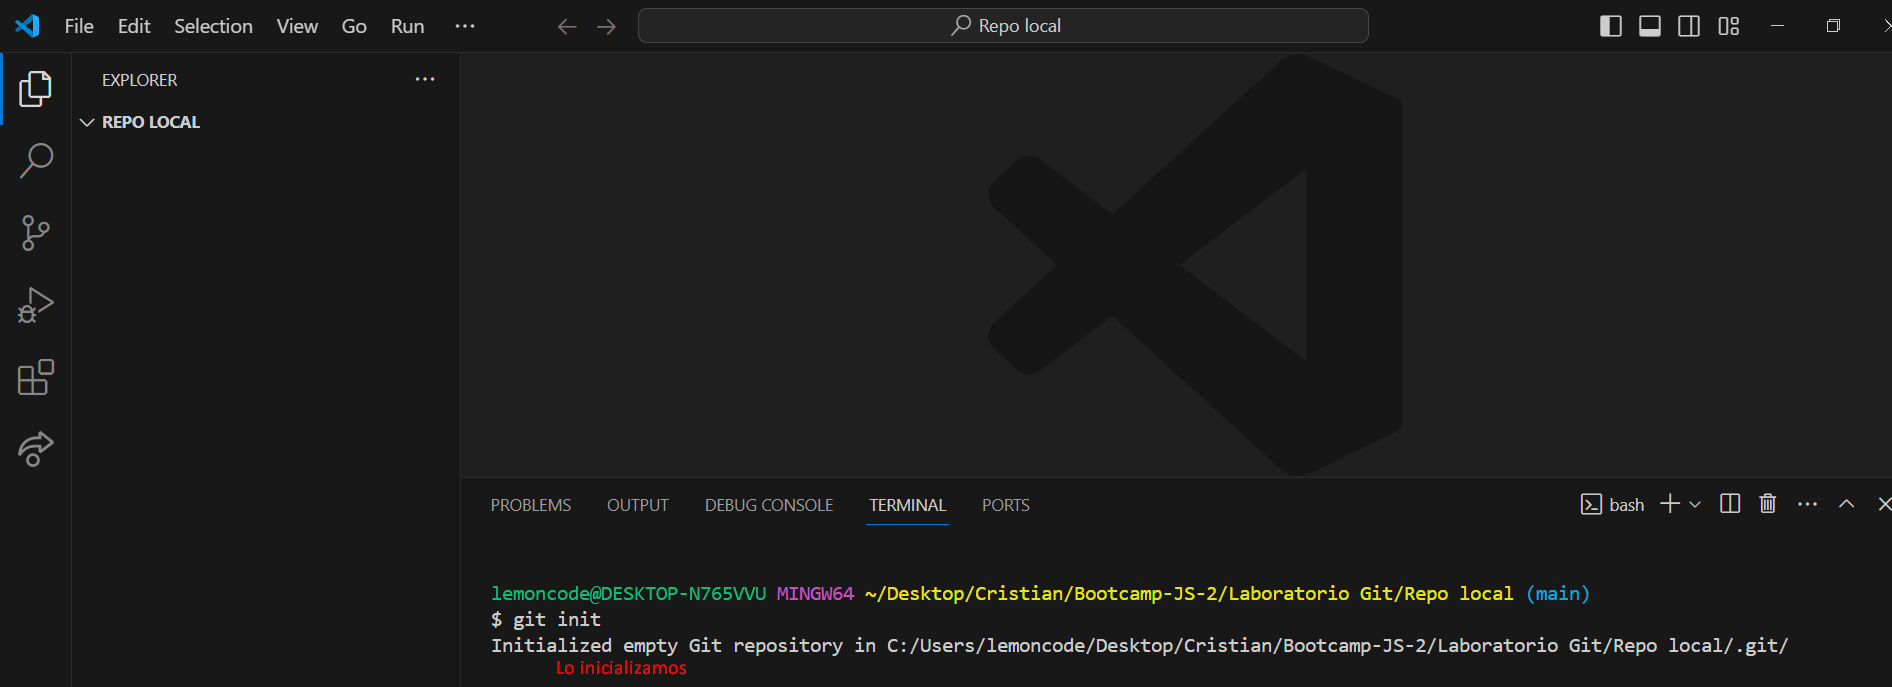 File Edit Selection View Go Run ···
Repo local
EXPLORER ···
REPO LOCAL
PROBLEMS OUTPUT DEBUG CONSOLE TERMINAL PORTS
bash ···
lemoncode@DESKTOP-N765VVU MINGW64 ~/Desktop/Cristian/Bootcamp-JS-2/Laboratorio Git/Repo local (main)
$ git init
Initialized empty Git repository in C:/Users/lemoncode/Desktop/Cristian/Bootcamp-JS-2/Laboratorio Git/Repo local/.git/
Lo inicializamos